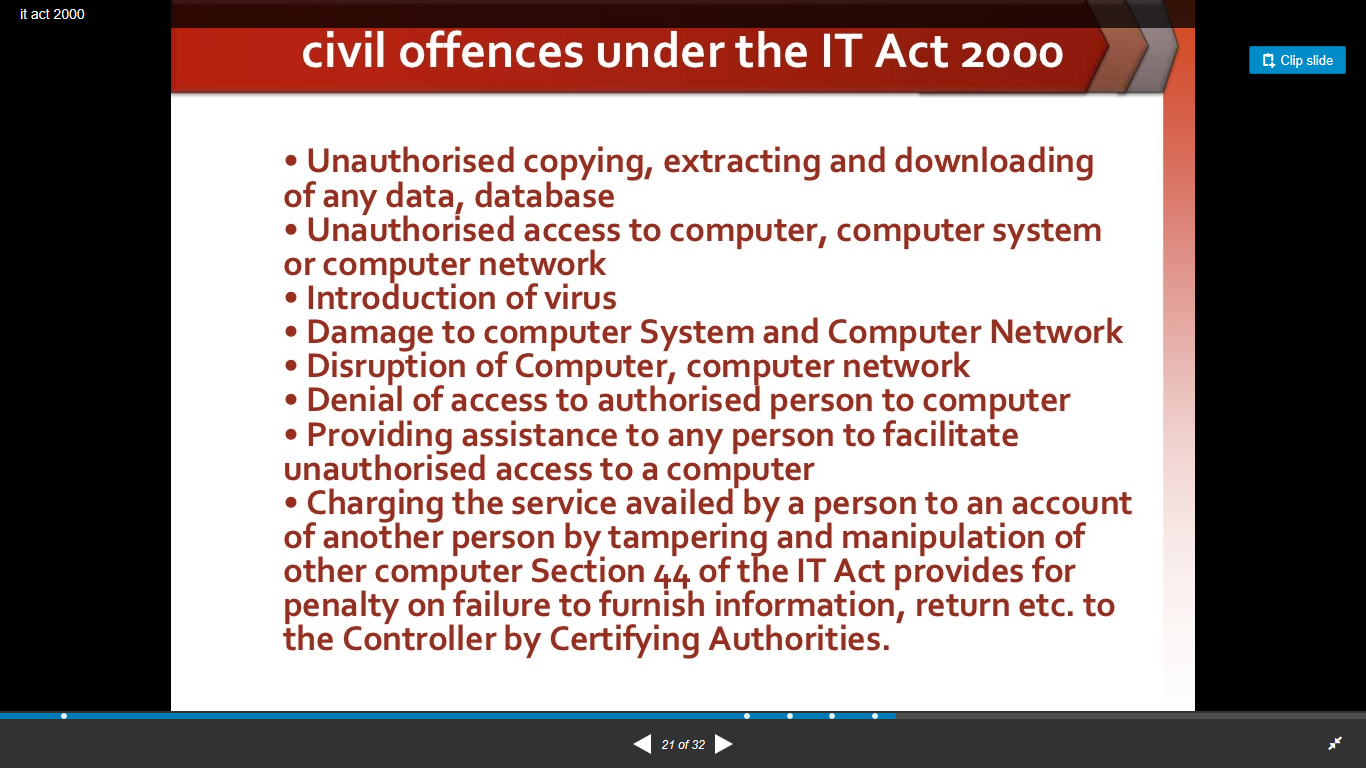 it act 2000
civil offences under the IT Act 2000
Clip slide
• Unauthorised copying, extracting and downloading
of any data, database
• Unauthorised access to computer, computer system
or computer network
• Introduction of virus
• Damage to computer System and Computer Network
• Disruption of Computer, computer network
• Denial of access to authorised person to computer
• Providing assistance to any person to facilitate
unauthorised access to a computer
• Charging the service availed by a person to an account
of another person by tampering and manipulation of
other computer Section 44 of the IT Act provides for
penalty on failure to furnish information, return etc. to
the Controller by Certifying Authorities.
21 of 32